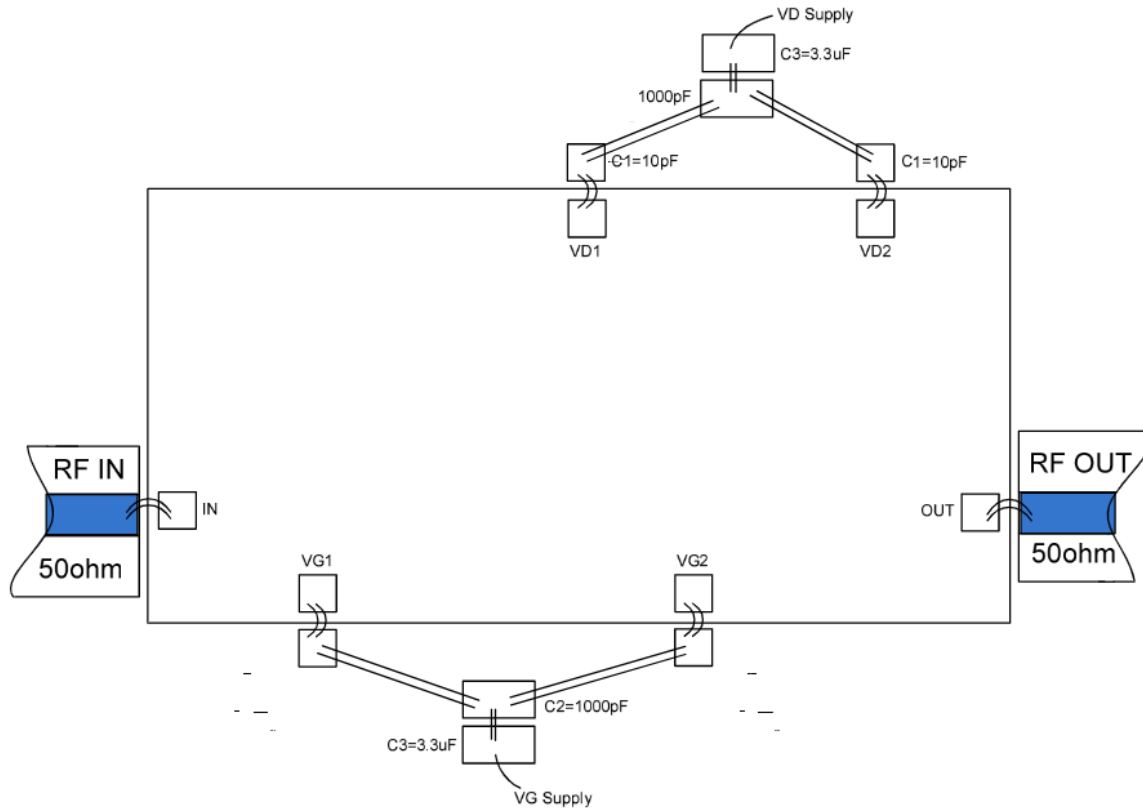 VD Supply
C3=3.3uF
1000pF
C1=10pF
C1=10pF
VD1
VD2
RF IN
RF OUT
IN
OUT
50ohm
50ohm
VG1
VG2
C2=1000pF
C3=3.3uF
VG Supply